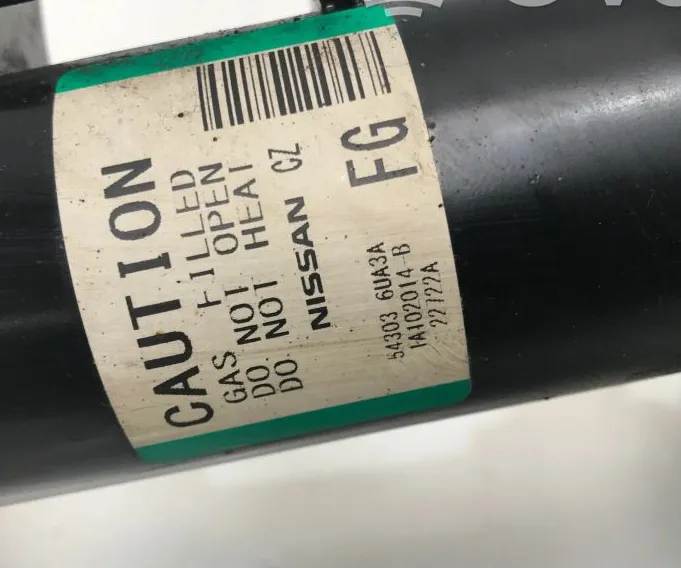 CAUTION
GAS FILLED
DO NOT OPEN
DO NOT HEAT
NISSAN CZ
FG
54303 6UA3A
1A102014-B
22722A